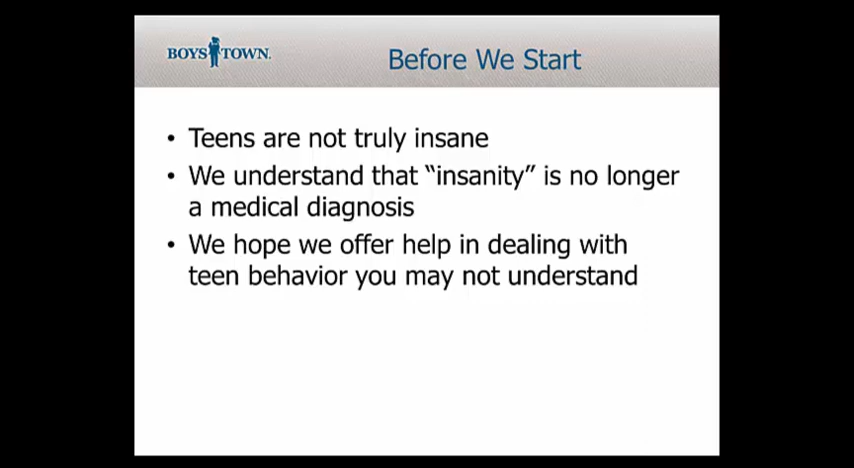 BOYS TOWN.
Before We Start
• Teens are not truly insane
• We understand that “insanity” is no longer
a medical diagnosis
• We hope we offer help in dealing with
teen behavior you may not understand